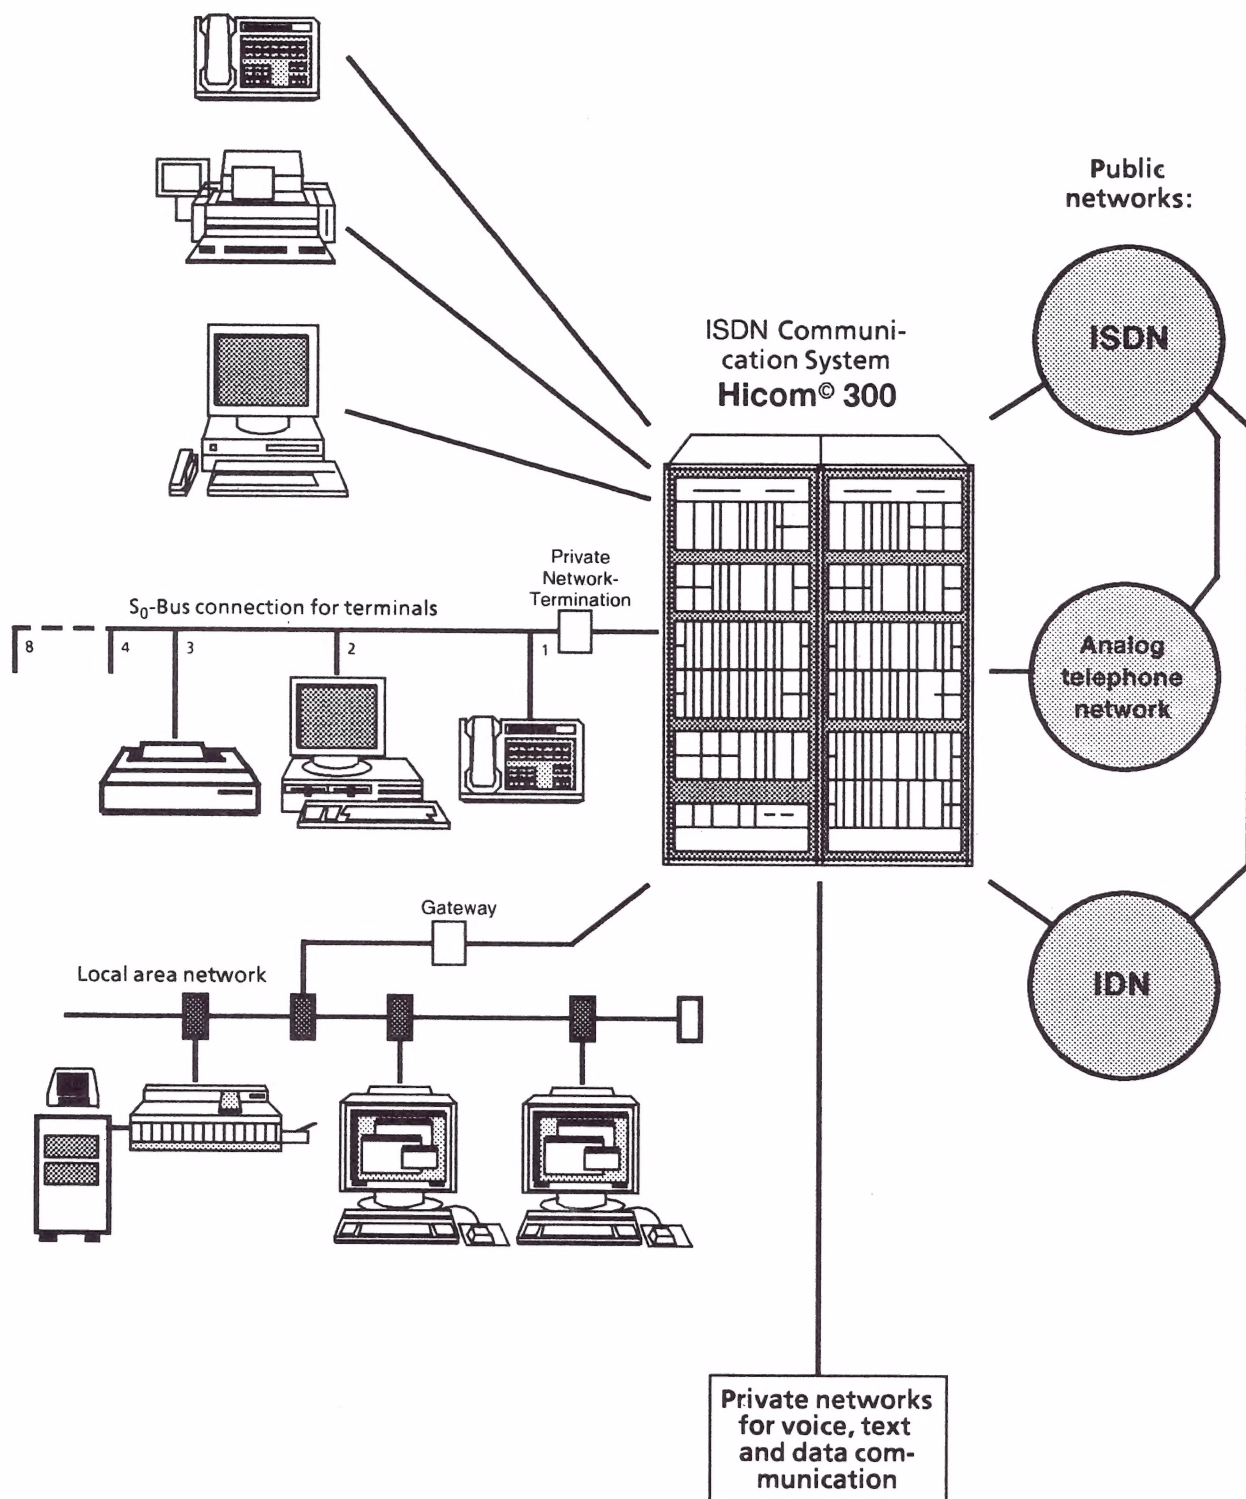 Public
networks:
ISDN
ISDN Communi-
cation System
Hicom© 300
Private
Network-
Termination
S₀-Bus connection for terminals
8
4
3
2
1
Analog
telephone
network
Gateway
Local area network
IDN
Private networks
for voice, text
and data com-
munication